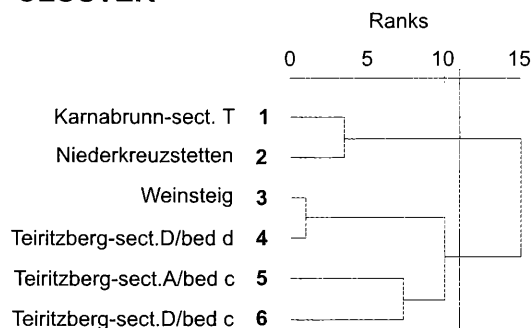 CLUSTER
Ranks
0 5 10 15
Karnabrunn-sect. T 1
Niederkreuzstetten 2
Weinsteig 3
Teiritzberg-sect.D/bed d 4
Teiritzberg-sect.A/bed c 5
Teiritzberg-sect.D/bed c 6